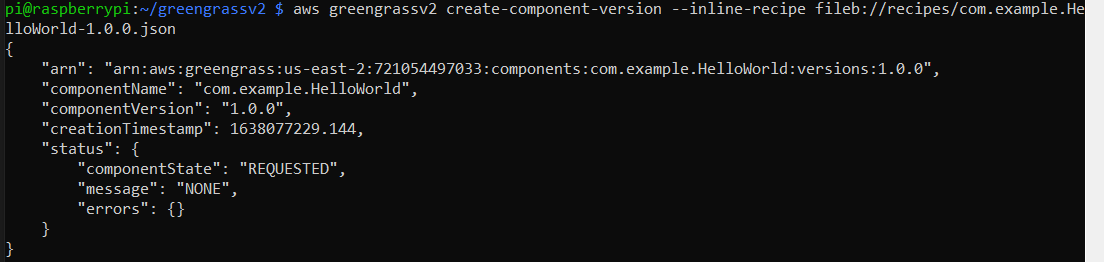 pi@raspberrypi:~/greengrassv2 $ aws greengrassv2 create-component-version --inline-recipe fileb://recipes/com.example.He
lloWorld-1.0.0.json
{
    "arn": "arn:aws:greengrass:us-east-2:721054497033:components:com.example.HelloWorld:versions:1.0.0",
    "componentName": "com.example.HelloWorld",
    "componentVersion": "1.0.0",
    "creationTimestamp": 1638077229.144,
    "status": {
        "componentState": "REQUESTED",
        "message": "NONE",
        "errors": {}
    }
}